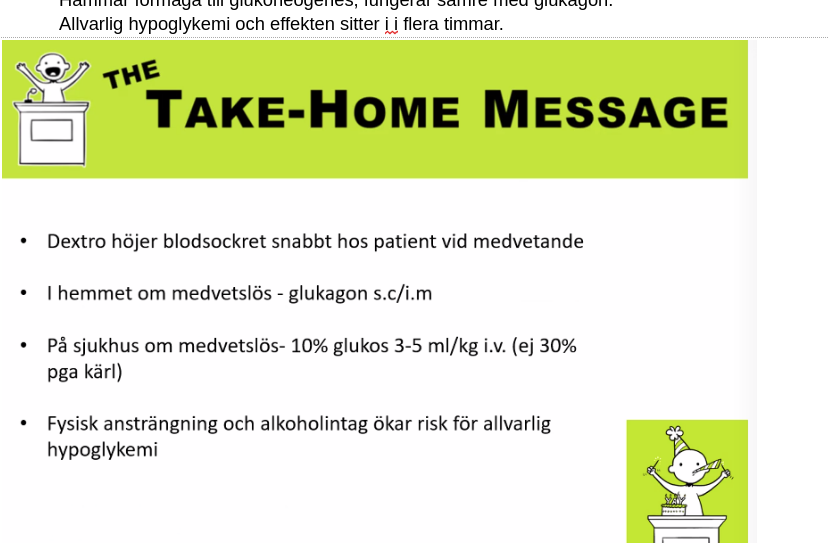 Hämmar förmåga till glukoneogenes, fungerar sämre med glukagon.
Allvarlig hypoglykemi och effekten sitter i i flera timmar.
THE
TAKE-HOME MESSAGE
• Dextro höjer blodsockret snabbt hos patient vid medvetande
• I hemmet om medvetslös - glukagon s.c/i.m
• På sjukhus om medvetslös- 10% glukos 3-5 ml/kg i.v. (ej 30%
pga kärl)
• Fysisk ansträngning och alkoholintag ökar risk för allvarlig
hypoglykemi